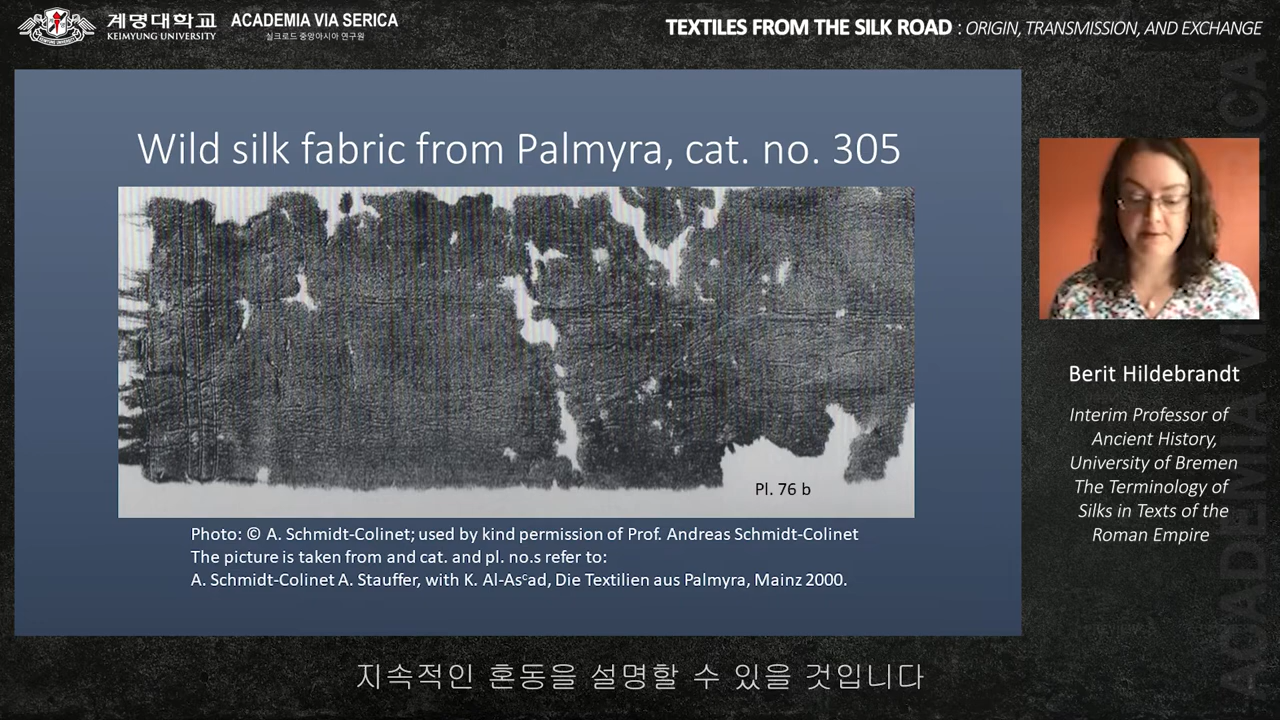 계명대학교
KEIMYUNG UNIVERSITY
ACADEMIA VIA SERICA
실크로드 중앙아시아 연구원
TEXTILES FROM THE SILK ROAD : ORIGIN, TRANSMISSION, AND EXCHANGE
Wild silk fabric from Palmyra, cat. no. 305
Pl. 76 b
Photo: © A. Schmidt-Colinet; used by kind permission of Prof. Andreas Schmidt-Colinet
The picture is taken from and cat. and pl. no.s refer to:
A. Schmidt-Colinet A. Stauffer, with K. Al-Asᶜad, Die Textilien aus Palmyra, Mainz 2000.
Berit Hildebrandt
Interim Professor of
Ancient History,
University of Bremen
The Terminology of
Silks in Texts of the
Roman Empire
지속적인 혼동을 설명할 수 있을 것입니다
ACADEMIA VIA SERICA